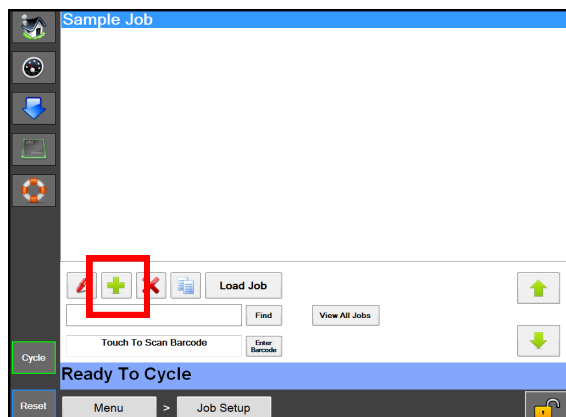 Sample Job
Load Job
Find
View All Jobs
Touch To Scan Barcode
Enter
Barcode
Cycle
Ready To Cycle
Reset
Menu
>
Job Setup